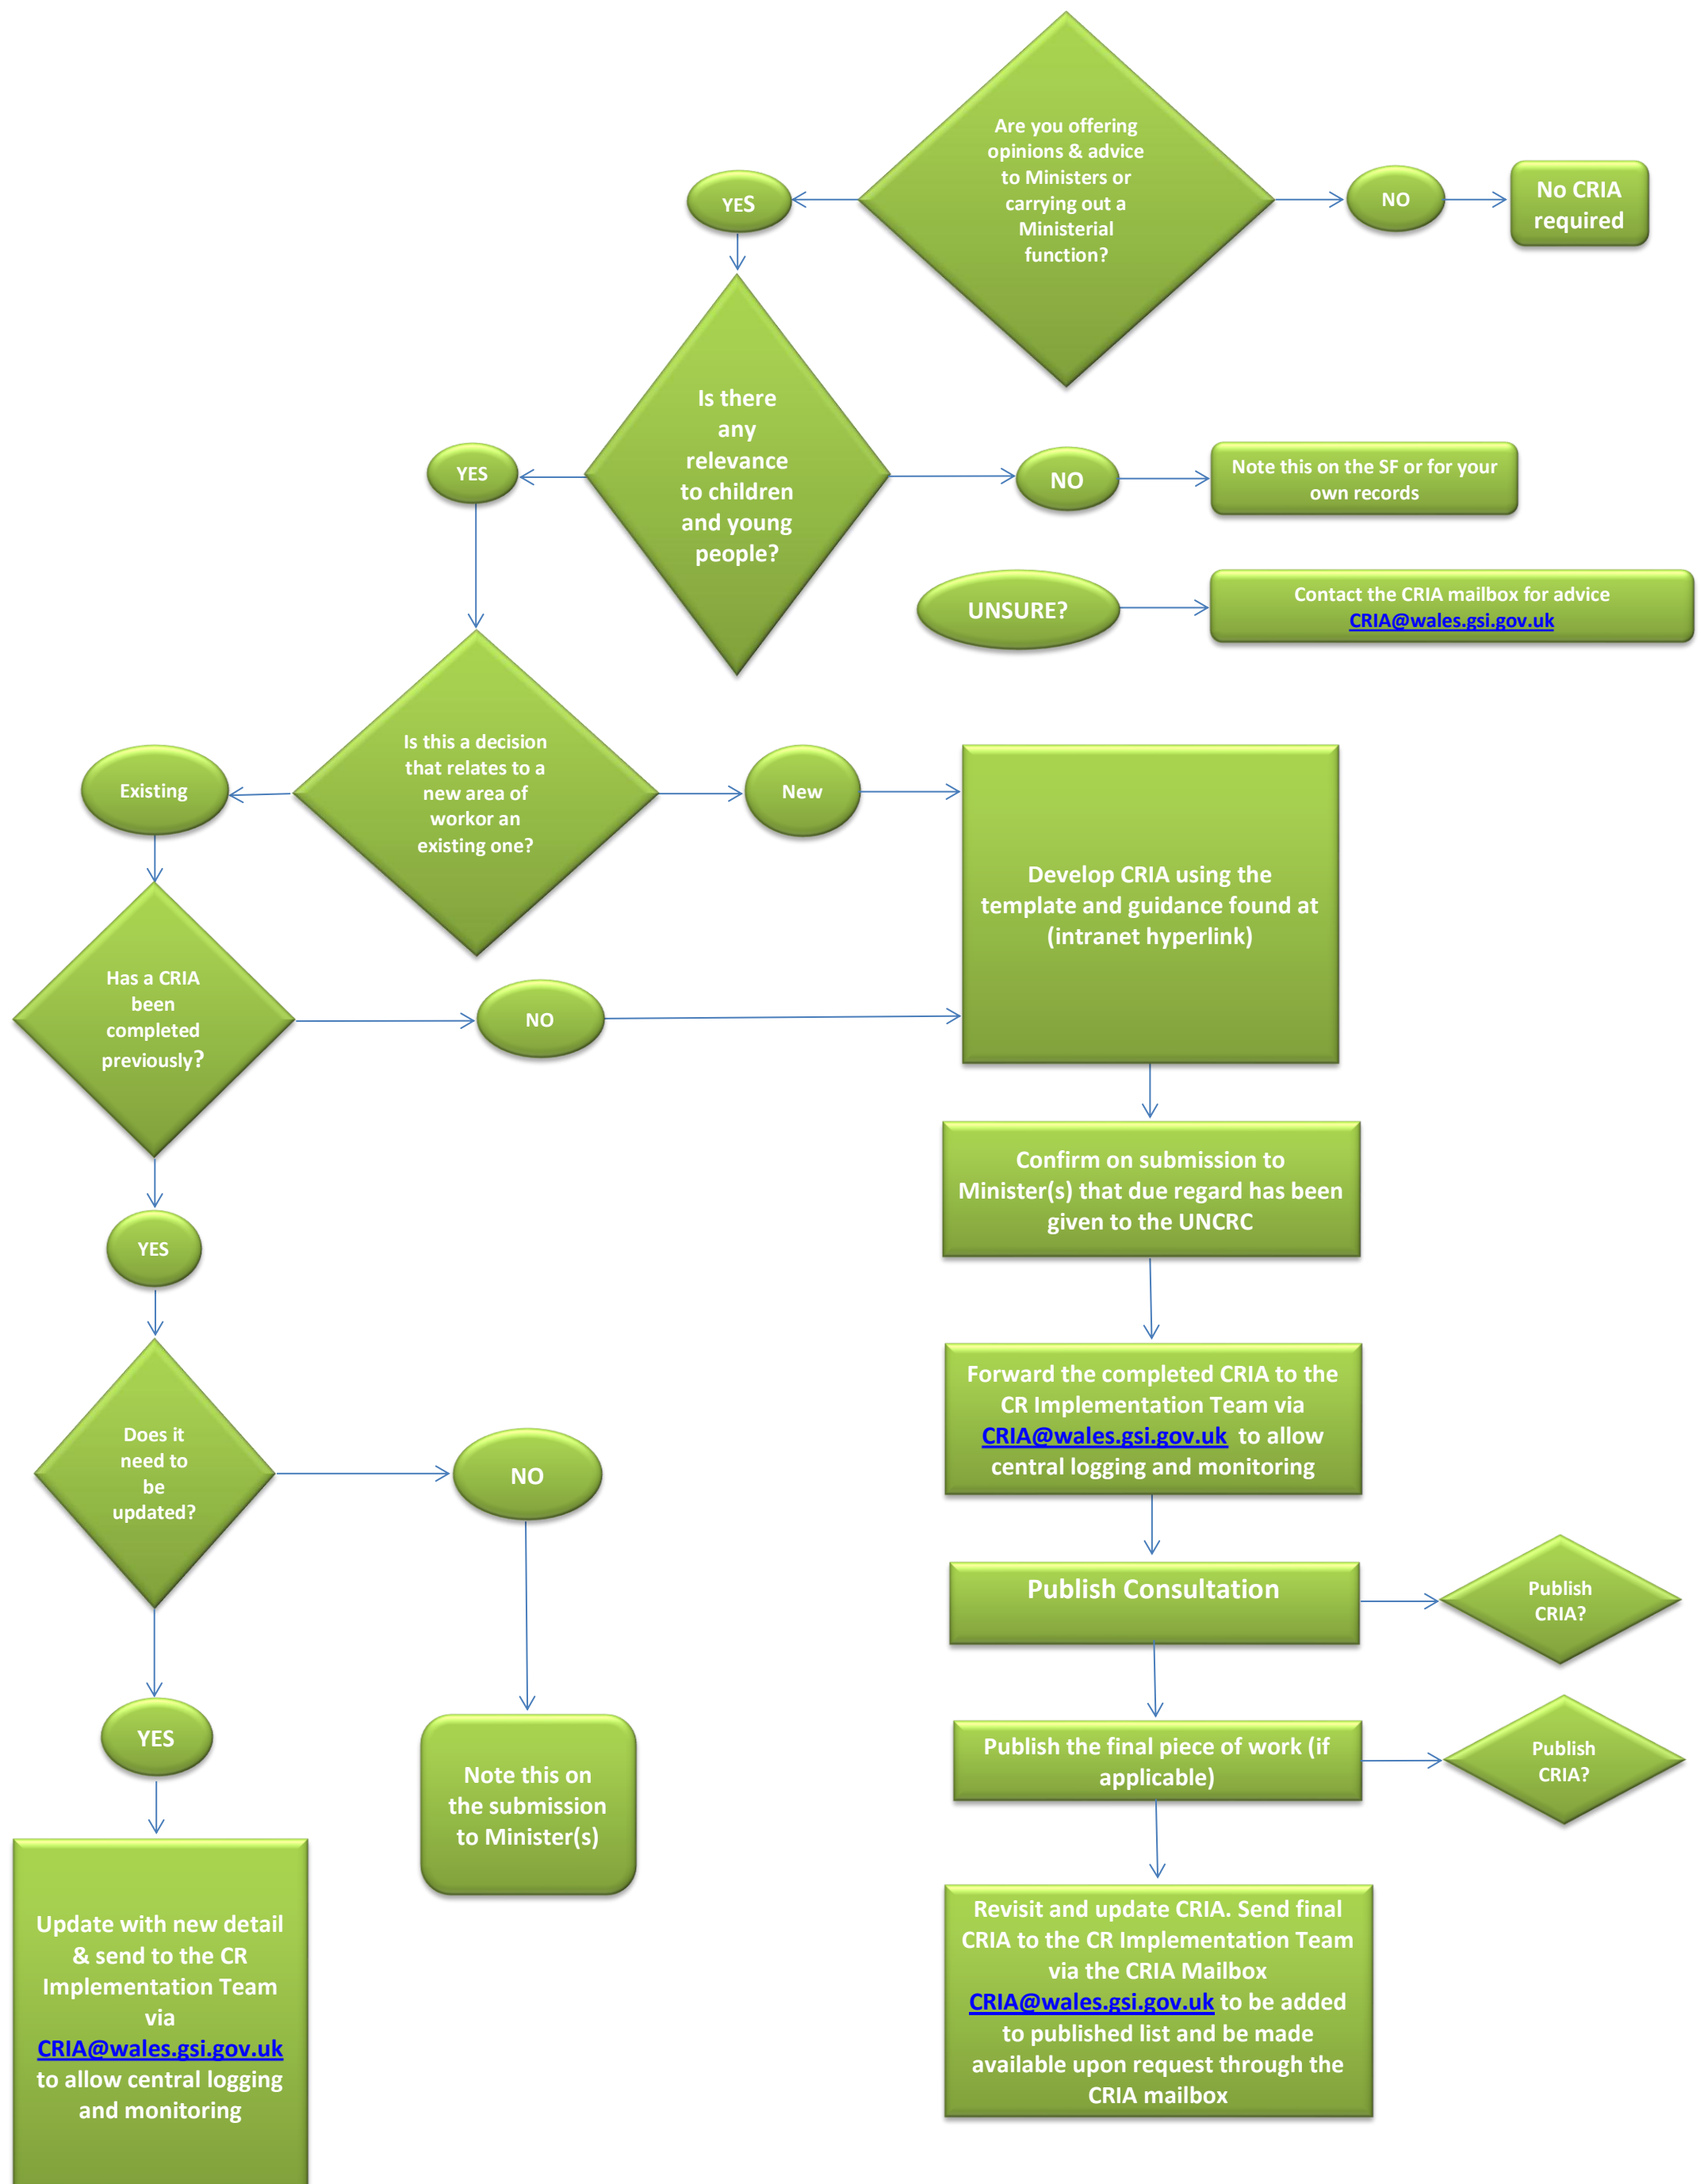 Are you offering
opinions & advice
to Ministers or
carrying out a
Ministerial
function?
YES
NO
No CRIA
required
Is there
any
relevance
to children
and young
people?
YES
NO
Note this on the SF or for your
own records
UNSURE?
Contact the CRIA mailbox for advice
CRIA@wales.gsi.gov.uk
Is this a decision
that relates to a
new area of
workor an
existing one?
Existing
New
Develop CRIA using the
template and guidance found at
(intranet hyperlink)
Has a CRIA
been
completed
previously?
NO
Confirm on submission to
Minister(s) that due regard has been
given to the UNCRC
YES
Forward the completed CRIA to the
CR Implementation Team via
CRIA@wales.gsi.gov.uk to allow
central logging and monitoring
Does it
need to
be
updated?
NO
Publish Consultation
Publish
CRIA?
YES
Note this on
the submission
to Minister(s)
Publish the final piece of work (if
applicable)
Publish
CRIA?
Update with new detail
& send to the CR
Implementation Team
via
CRIA@wales.gsi.gov.uk
to allow central logging
and monitoring
Revisit and update CRIA. Send final
CRIA to the CR Implementation Team
via the CRIA Mailbox
CRIA@wales.gsi.gov.uk to be added
to published list and be made
available upon request through the
CRIA mailbox